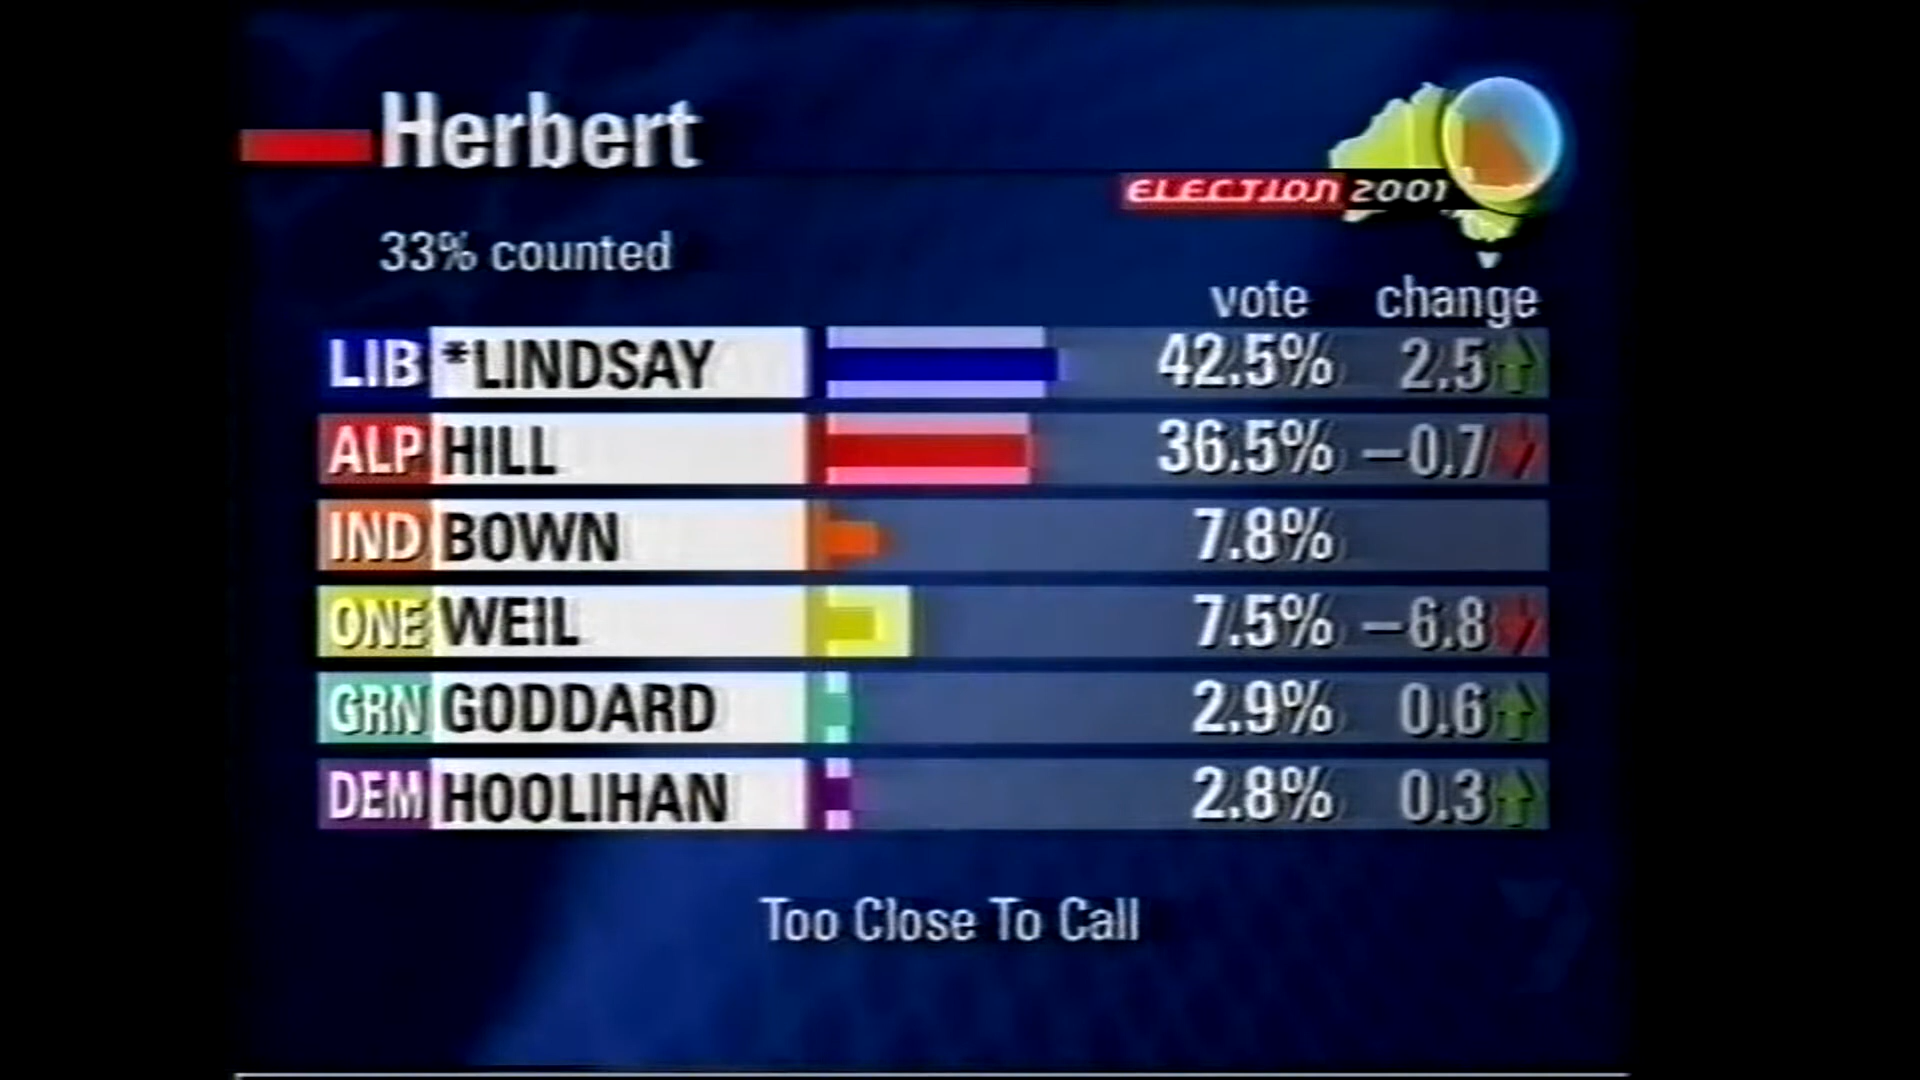 Herbert
ELECTION 2001
33% counted
vote change
LIB *LINDSAY 42.5% 2.5
ALP HILL 36.5% –0.7
IND BOWN 7.8%
ONE WEIL 7.5% –6.8
GRN GODDARD 2.9% 0.6
DEM HOOLIHAN 2.8% 0.3
Too Close To Call